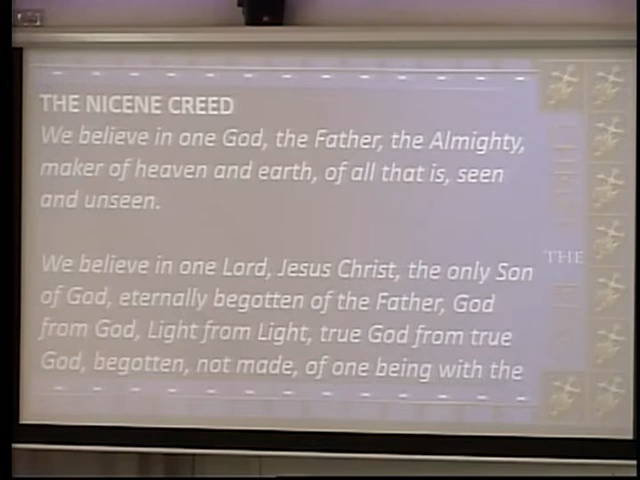 THE NICENE CREED
We believe in one God, the Father, the Almighty,
maker of heaven and earth, of all that is, seen
and unseen.
We believe in one Lord, Jesus Christ, the only Son
of God, eternally begotten of the Father, God
from God, Light from Light, true God from true
God, begotten, not made, of one being with the
THE